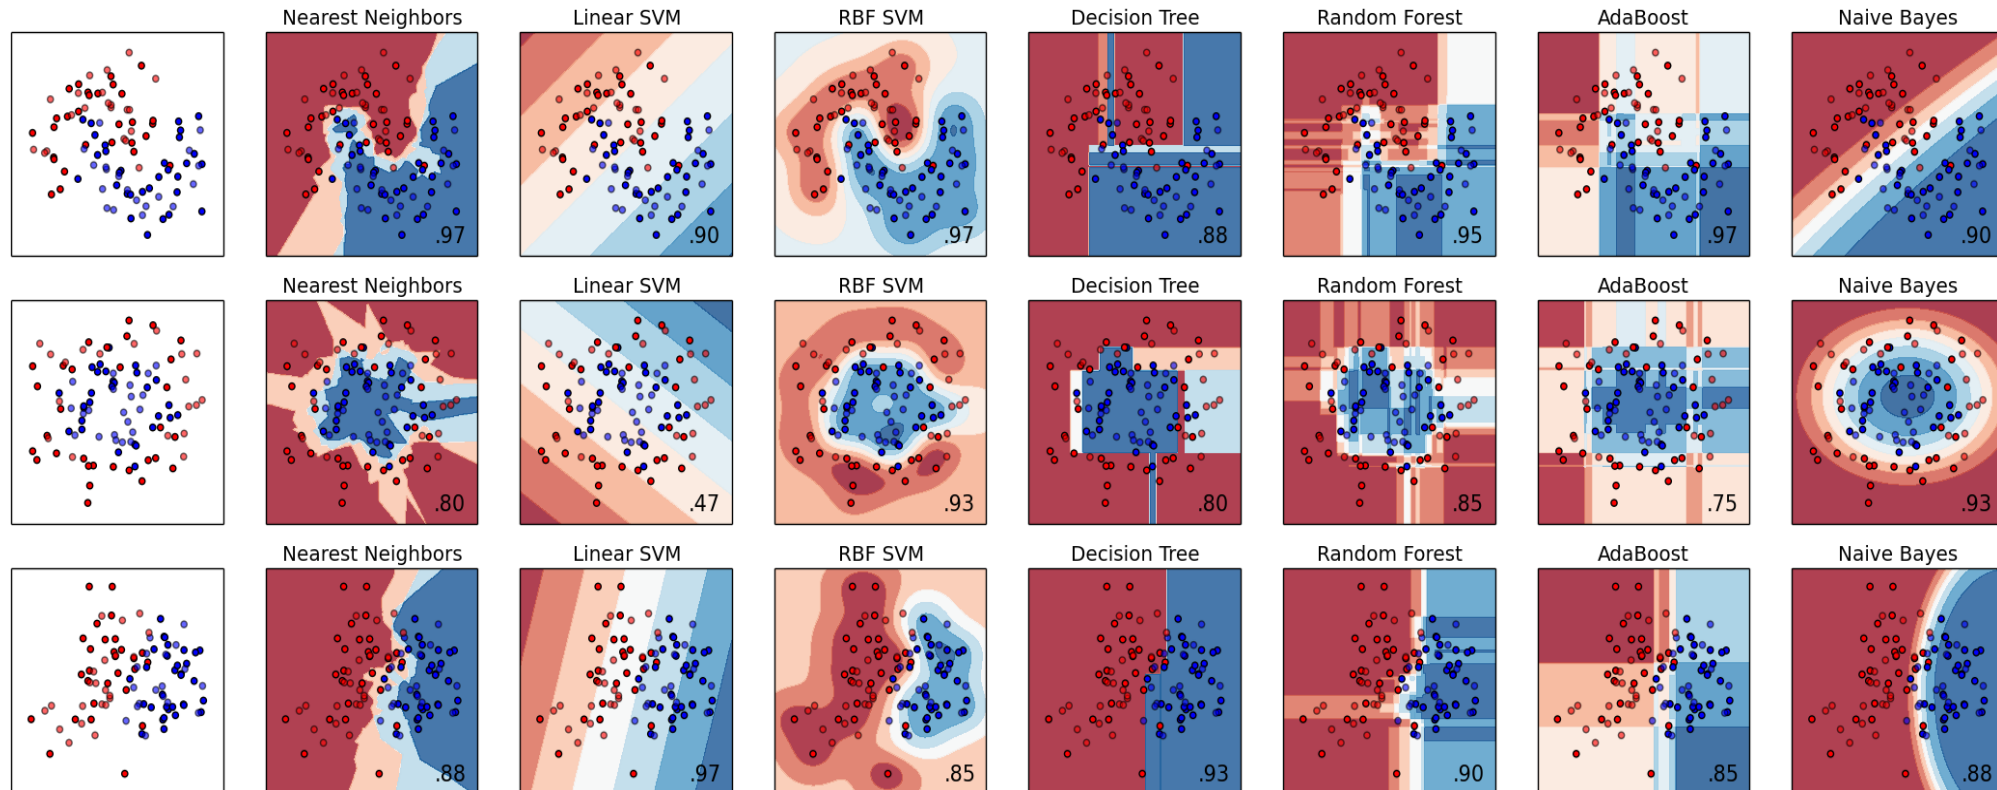 Nearest Neighbors Linear SVM RBF SVM Decision Tree Random Forest AdaBoost Naive Bayes
.97 .90 .97 .88 .95 .97 .90
Nearest Neighbors Linear SVM RBF SVM Decision Tree Random Forest AdaBoost Naive Bayes
.80 .47 .93 .80 .85 .75 .93
Nearest Neighbors Linear SVM RBF SVM Decision Tree Random Forest AdaBoost Naive Bayes
.88 .97 .85 .93 .90 .85 .88